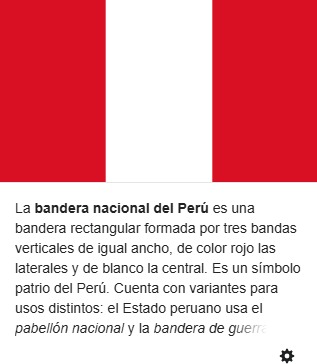 La bandera nacional del Perú es una
bandera rectangular formada por tres bandas
verticales de igual ancho, de color rojo las
laterales y de blanco la central. Es un símbolo
patrio del Perú. Cuenta con variantes para
usos distintos: el Estado peruano usa el
pabellón nacional y la bandera de guerra